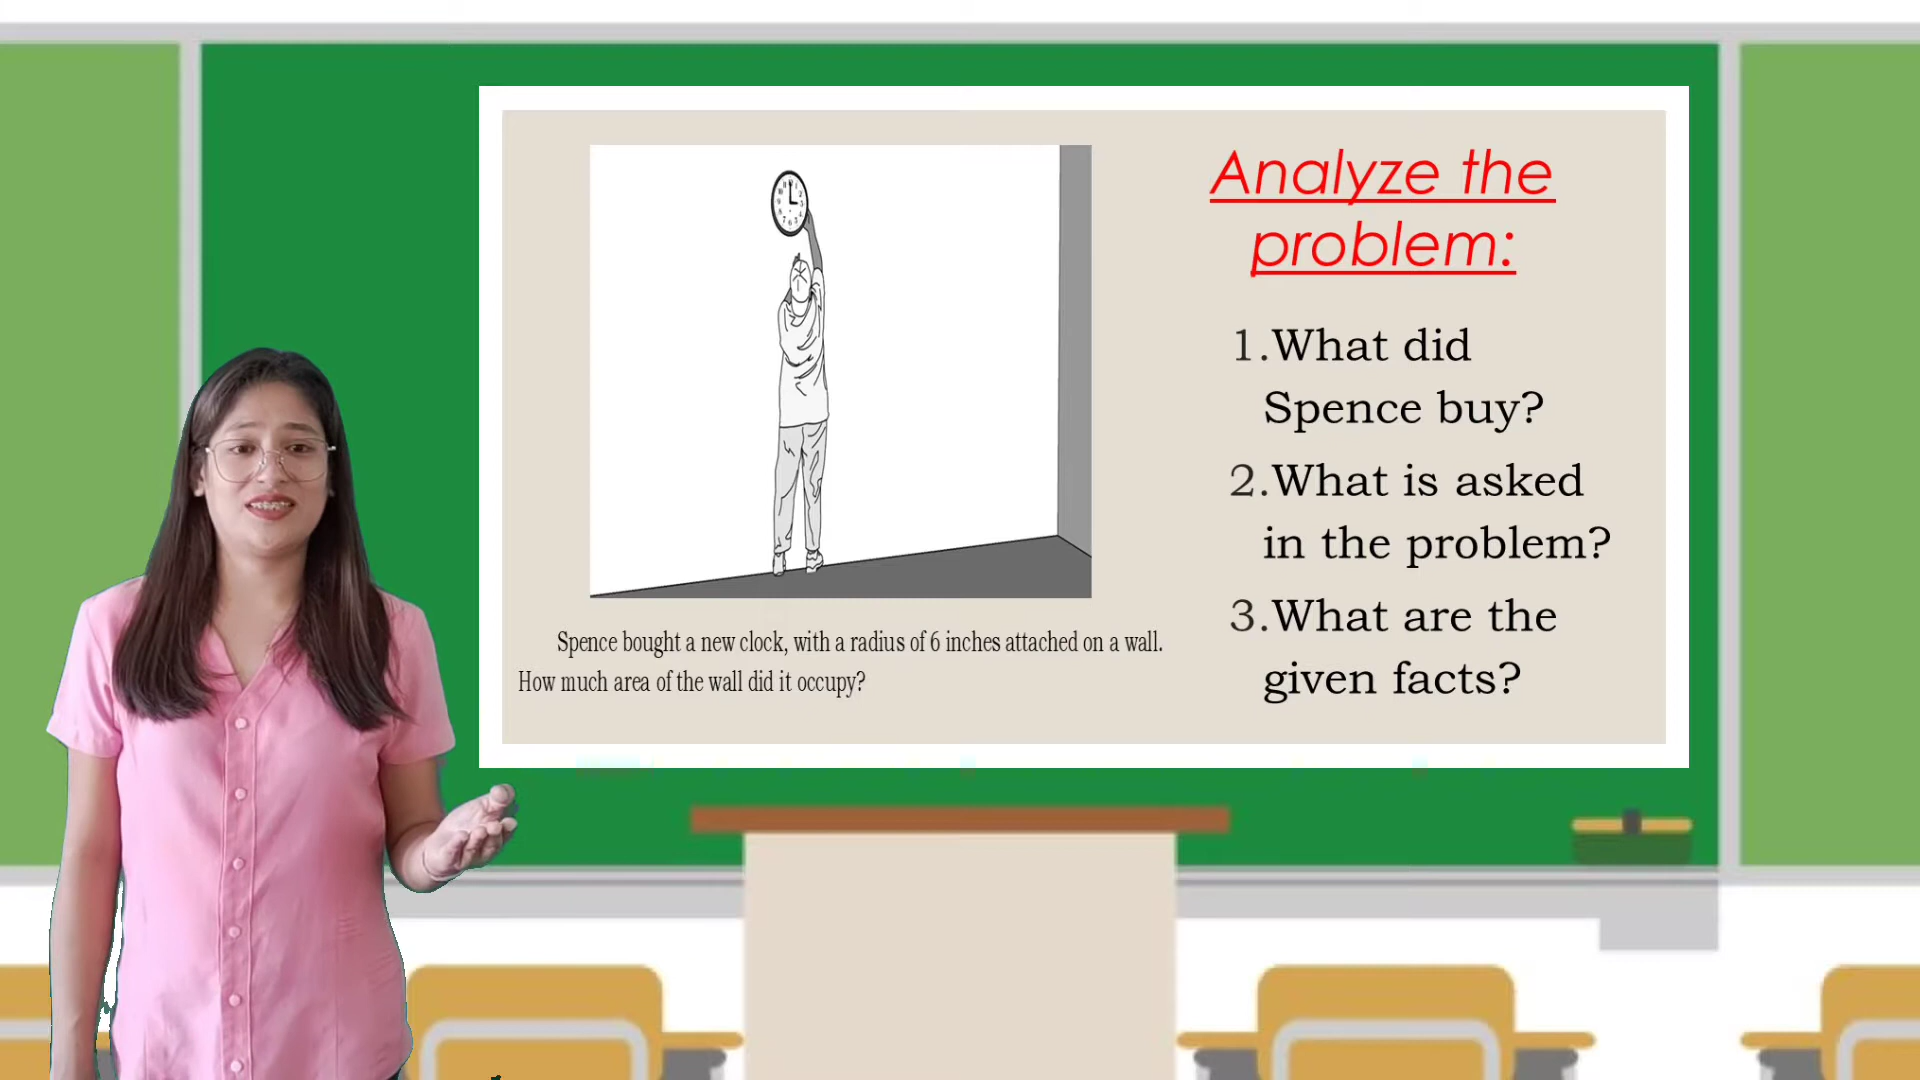 Analyze the
problem:
1.What did
Spence buy?
2.What is asked
in the problem?
3.What are the
given facts?
Spence bought a new clock, with a radius of 6 inches attached on a wall.
How much area of the wall did it occupy?